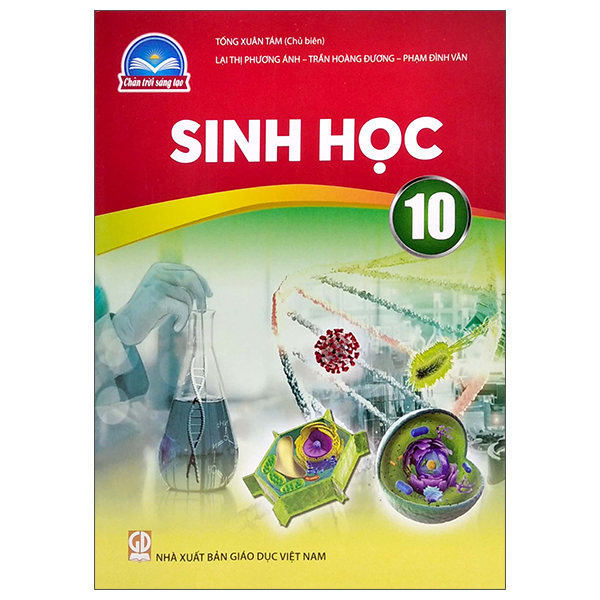 TỐNG XUÂN TÁM (Chủ biên)
LẠI THỊ PHƯƠNG ÁNH – TRẦN HOÀNG ĐƯƠNG – PHẠM ĐÌNH VĂN
Chân trời sáng tạo
SINH HỌC
10
GD
NHÀ XUẤT BẢN GIÁO DỤC VIỆT NAM